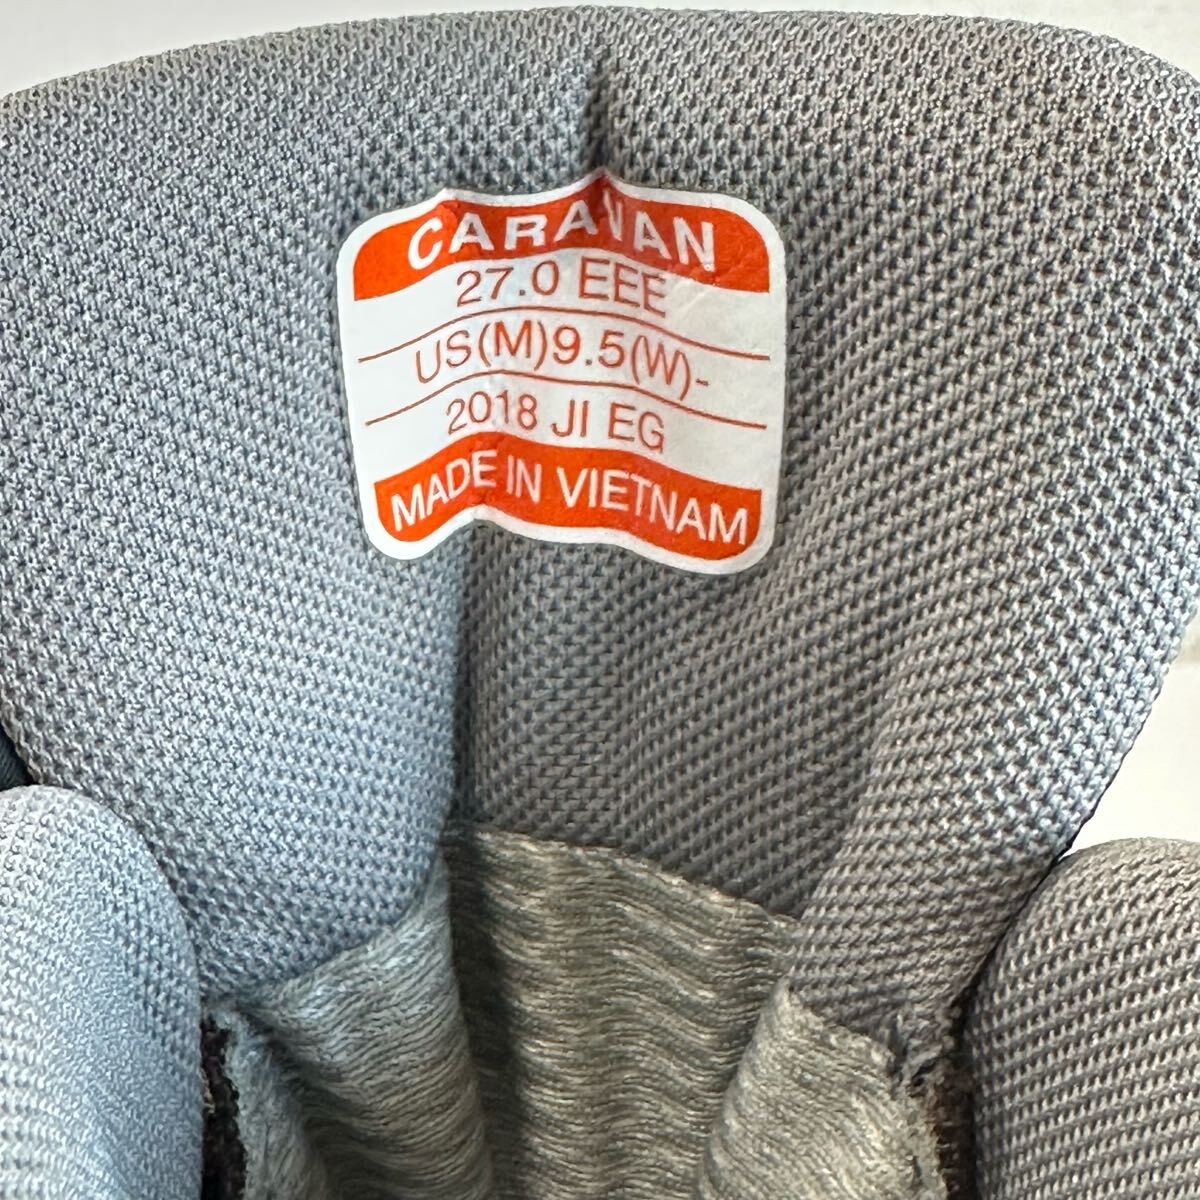 CARAVAN
27.0 EEE
US(M)9.5(W)-
2018 JI EG
MADE IN VIETNAM